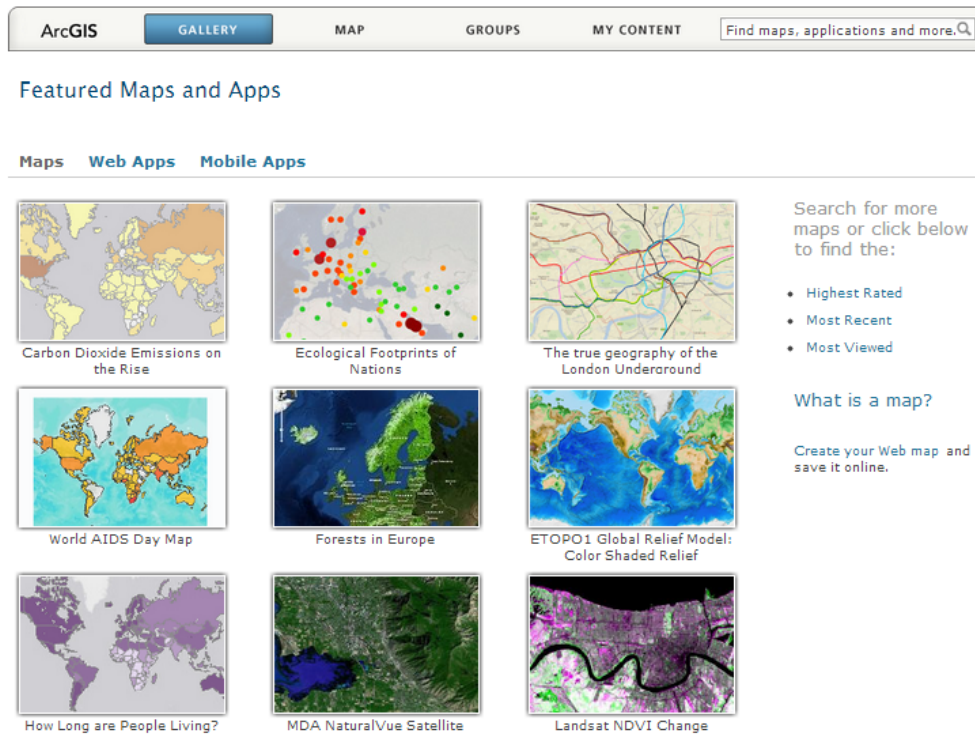 ArcGIS GALLERY MAP GROUPS MY CONTENT Find maps, applications and more.
Featured Maps and Apps
Maps Web Apps Mobile Apps
Carbon Dioxide Emissions on
the Rise
Ecological Footprints of
Nations
The true geography of the
London Underground
World AIDS Day Map
Forests in Europe
ETOPO1 Global Relief Model:
Color Shaded Relief
How Long are People Living?
MDA NaturalVue Satellite
Landsat NDVI Change
Search for more
maps or click below
to find the:
Highest Rated
Most Recent
Most Viewed
What is a map?
Create your Web map and
save it online.